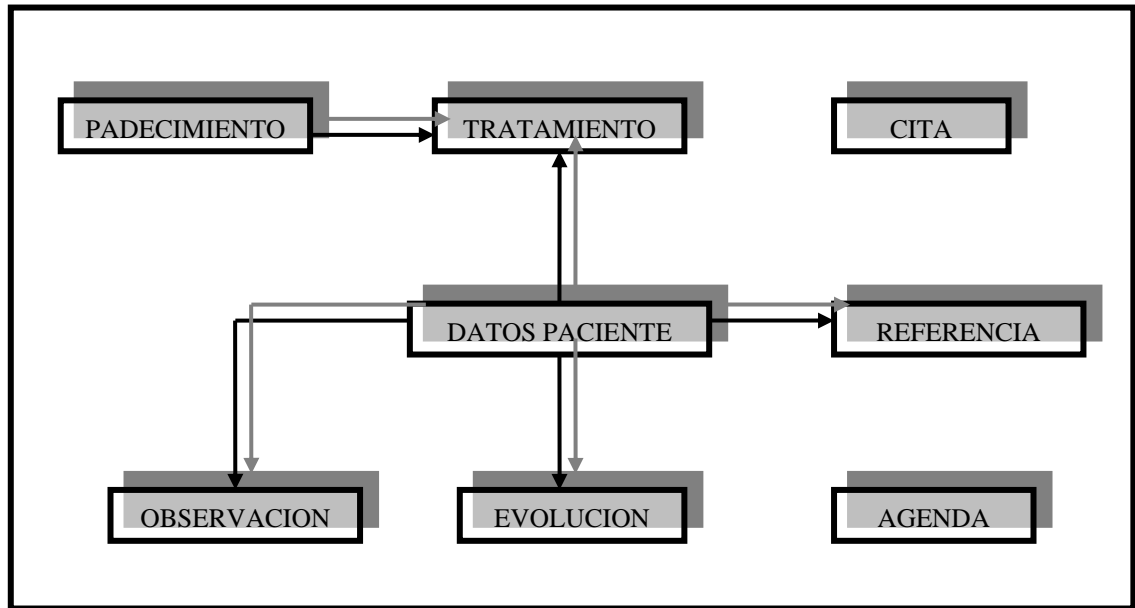 PADECIMIENTO
TRATAMIENTO
CITA
DATOS PACIENTE
REFERENCIA
OBSERVACION
EVOLUCION
AGENDA